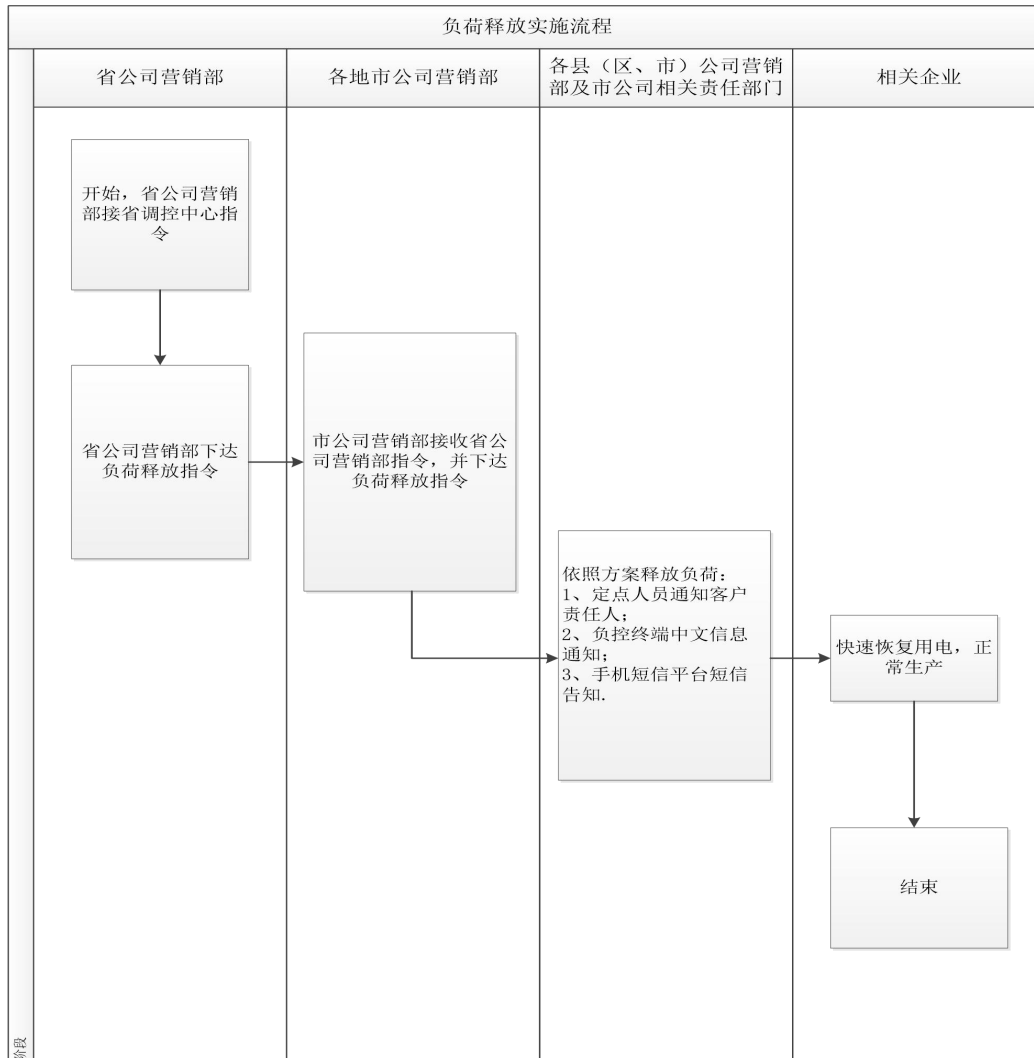 负荷释放实施流程
省公司营销部
各地市公司营销部
各县（区、市）公司营销
部及市公司相关责任部门
相关企业
开始，省公司营销
部接省调控中心指
令
省公司营销部下达
负荷释放指令
市公司营销部接收省公
司营销部指令，并下达
负荷释放指令
依照方案释放负荷：
1、定点人员通知客户
责任人；
2、负控终端中文信息
通知；
3、手机短信平台短信
告知.
快速恢复用电，正
常生产
结束
阶段